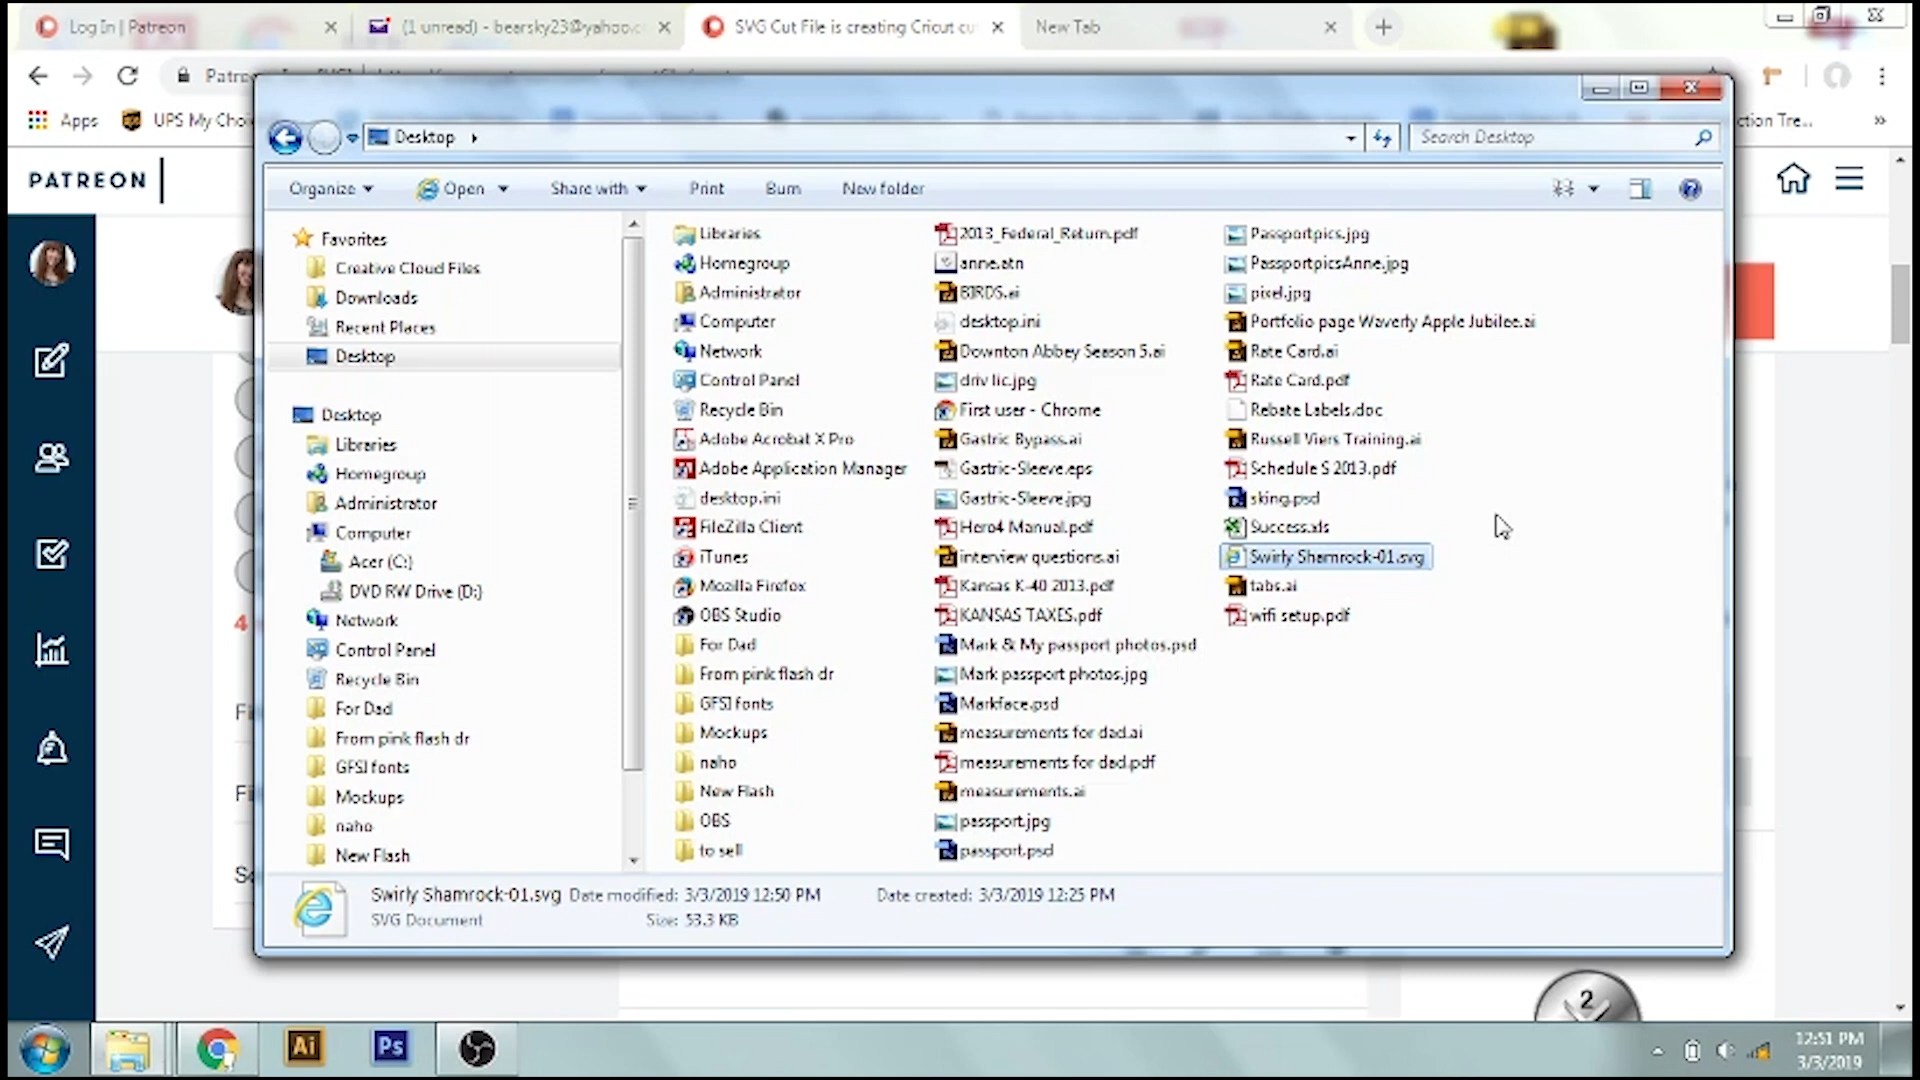 Log In | Patreon
(1 unread) - bearsky23@yahoo.c
SVG Cut File is creating Cricut cu
New Tab
Apps
UPS My Cho
ction Tre...
»
PATREON
Desktop
Search Desktop
Organize
Open
Share with
Print
Burn
New folder
Favorites
Creative Cloud Files
Downloads
Recent Places
Desktop
Desktop
Libraries
Homegroup
Administrator
Computer
Acer (C:)
DVD RW Drive (D:)
Network
Control Panel
Recycle Bin
For Dad
From pink flash dr
GFSI fonts
Mockups
naho
New Flash
Libraries
Homegroup
Administrator
Computer
Network
Control Panel
Recycle Bin
Adobe Acrobat X Pro
Adobe Application Manager
desktop.ini
FileZilla Client
iTunes
Mozilla Firefox
OBS Studio
For Dad
From pink flash dr
GFSI fonts
Mockups
naho
New Flash
OBS
to sell
2013_Federal_Return.pdf
anne.atn
BIRDS.ai
desktop.ini
Downton Abbey Season 5.ai
driv lic.jpg
First user - Chrome
Gastric Bypass.ai
Gastric-Sleeve.eps
Gastric-Sleeve.jpg
Hero4 Manual.pdf
interview questions.ai
Kansas K-40 2013.pdf
KANSAS TAXES.pdf
Mark & My passport photos.psd
Mark passport photos.jpg
Markface.psd
measurements for dad.ai
measurements for dad.pdf
measurements.ai
passport.jpg
passport.psd
Passportpics.jpg
PassportpicsAnne.jpg
pixel.jpg
Portfolio page Waverly Apple Jubilee.ai
Rate Card.ai
Rate Card.pdf
Rebate Labels.doc
Russell Viers Training.ai
Schedule S 2013.pdf
sking.psd
Success.xls
Swirly Shamrock-01.svg
tabs.ai
wifi setup.pdf
4
Swirly Shamrock-01.svg Date modified: 3/3/2019 12:50 PM Date created: 3/3/2019 12:25 PM
SVG Document Size: 53.3 KB
2
Ai
Ps
12:51 PM
3/3/2019